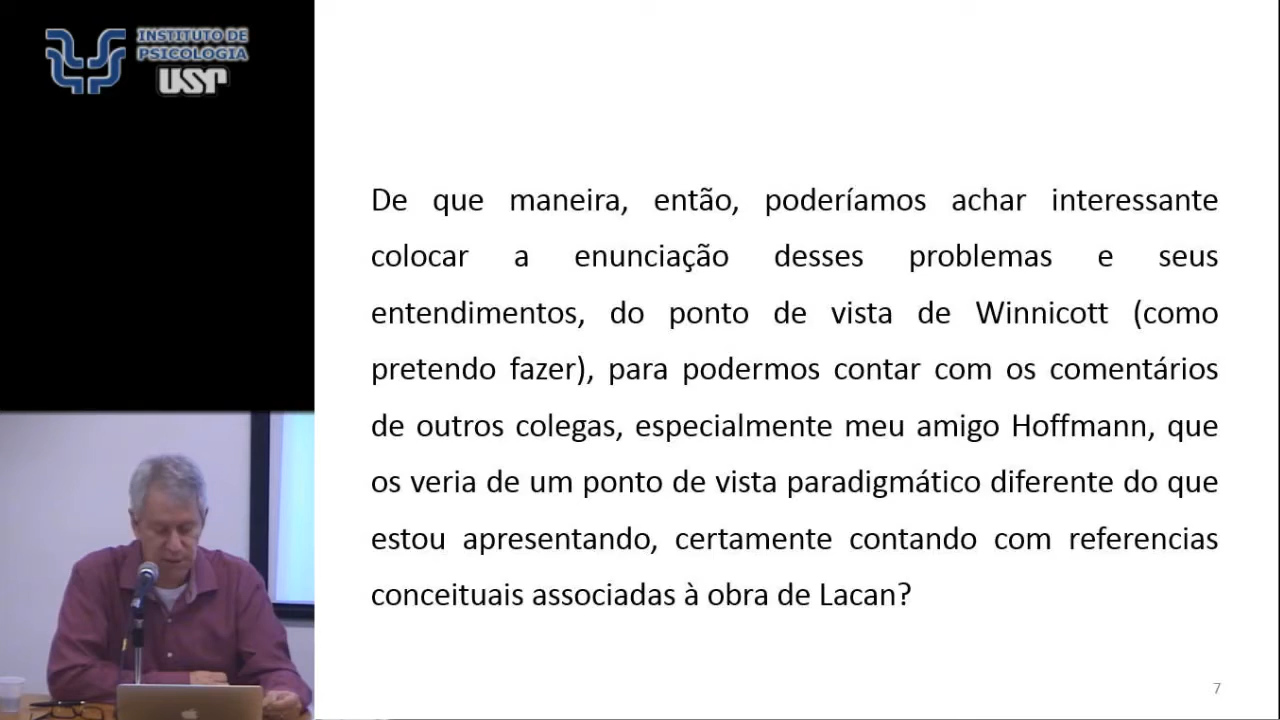 INSTITUTO DE
PSICOLOGIA
USP
De que maneira, então, poderíamos achar interessante
colocar a enunciação desses problemas e seus
entendimentos, do ponto de vista de Winnicott (como
pretendo fazer), para podermos contar com os comentários
de outros colegas, especialmente meu amigo Hoffmann, que
os veria de um ponto de vista paradigmático diferente do que
estou apresentando, certamente contando com referencias
conceituais associadas à obra de Lacan?
7